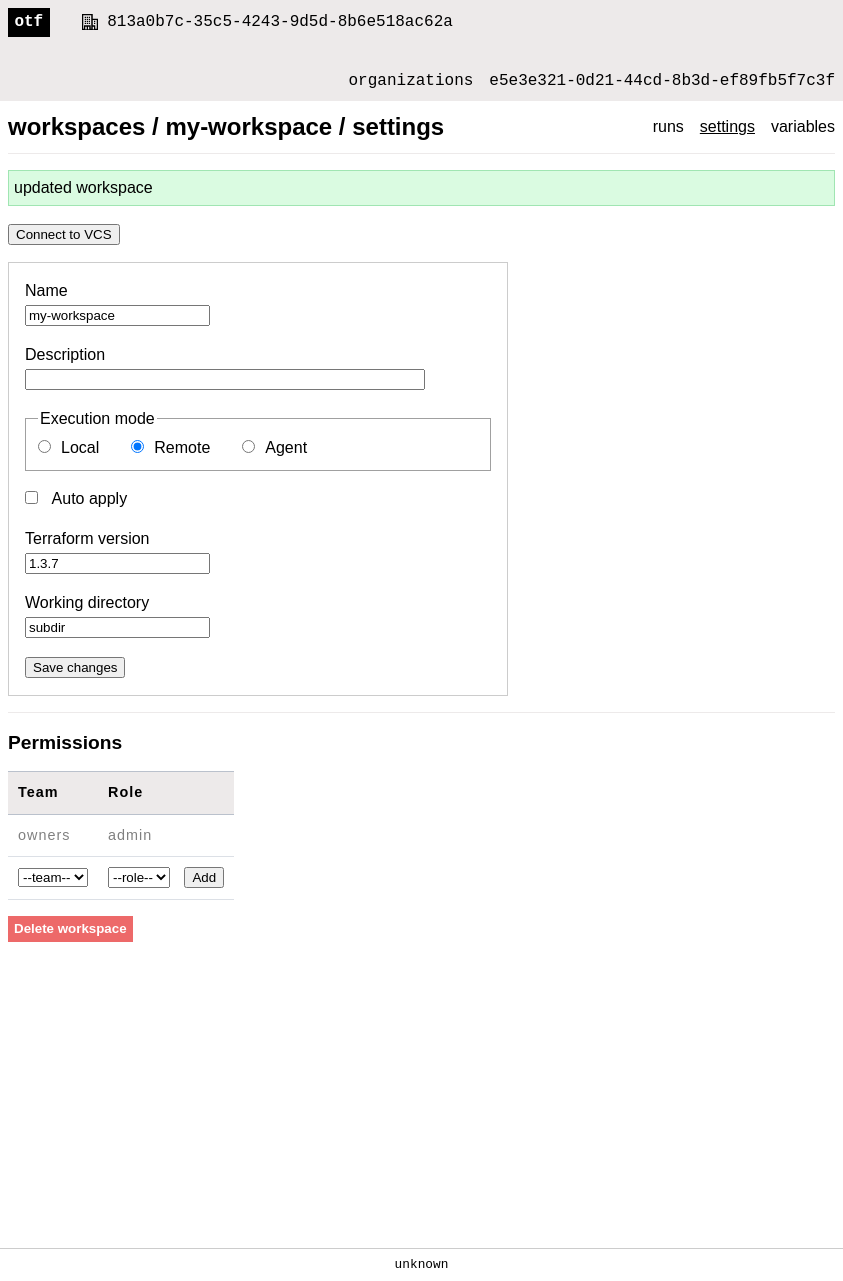 otf 813a0b7c-35c5-4243-9d5d-8b6e518ac62a
organizations e5e3e321-0d21-44cd-8b3d-ef89fb5f7c3f
workspaces / my-workspace / settings runs settings variables
updated workspace
Connect to VCS
Name
my-workspace
Description
Execution mode
Local Remote Agent
Auto apply
Terraform version
1.3.7
Working directory
subdir
Save changes
Permissions
Team Role
owners admin
--team-- --role-- Add
Delete workspace
unknown